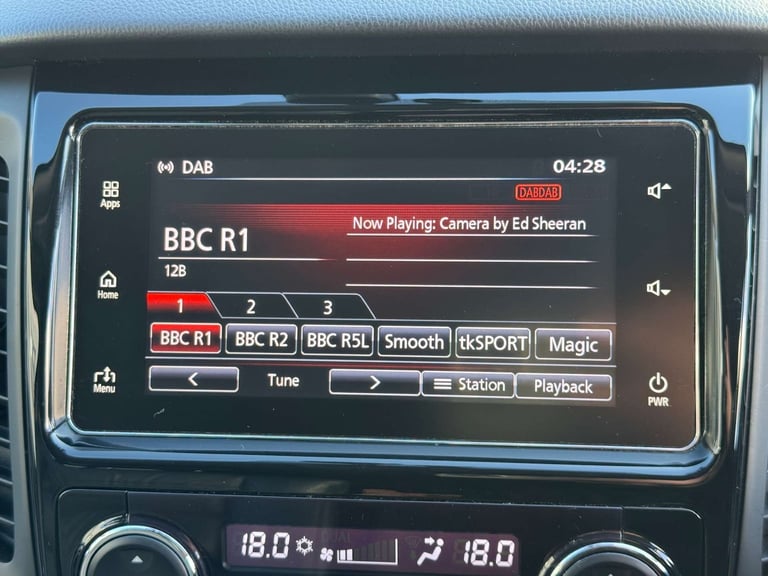 DAB
04:28
Apps
DABDAB
Now Playing: Camera by Ed Sheeran
BBC R1
12B
Home
1 2 3
BBC R1 BBC R2 BBC R5L Smooth tkSPORT Magic
< Tune > Station Playback
Menu
PWR
18.0 18.0